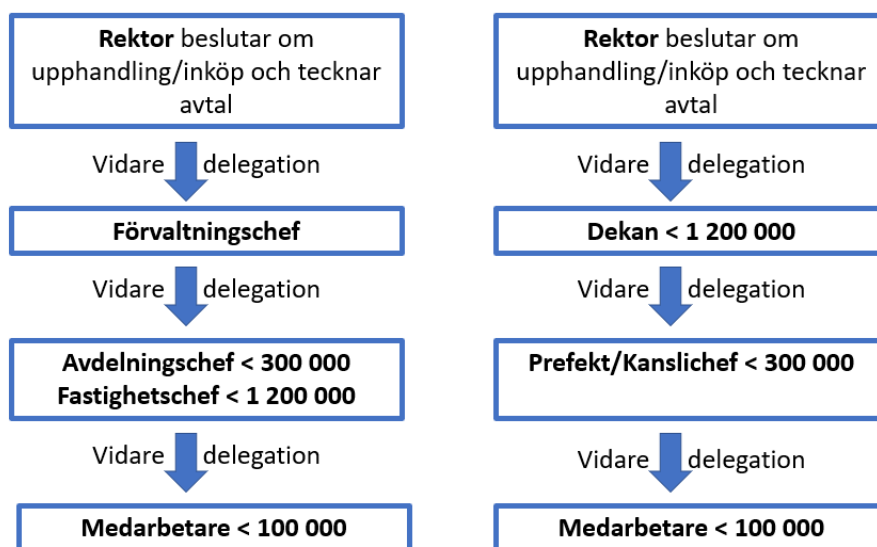 Rektor beslutar om
upphandling/inköp och tecknar
avtal
Vidare delegation
Förvaltningschef
Vidare delegation
Avdelningschef < 300 000
Fastighetschef < 1 200 000
Vidare delegation
Medarbetare < 100 000
Rektor beslutar om
upphandling/inköp och tecknar
avtal
Vidare delegation
Dekan < 1 200 000
Vidare delegation
Prefekt/Kanslichef < 300 000
Vidare delegation
Medarbetare < 100 000